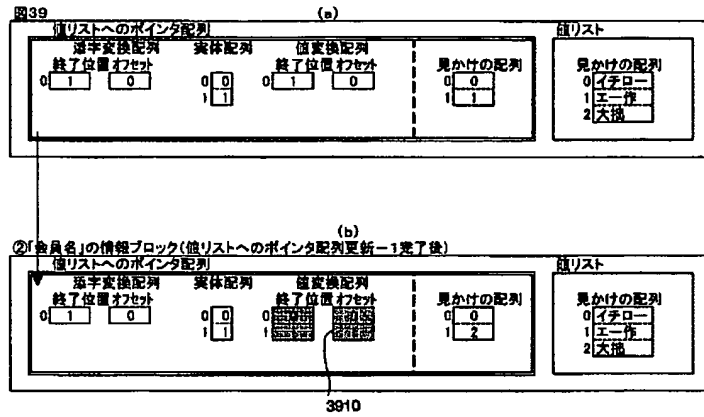 図39
(a)
値リストへのポインタ配列
値リスト
添字変換配列 実体配列 値変換配列
終了位置 オフセット 終了位置 オフセット 見かけの配列 見かけの配列
0 1 0 0 0 0 1 0 0 0 0 イチロー
1 1 1 1 1 エー作
2 大拙
(b)
②「会員名」の情報ブロック(値リストへのポインタ配列更新-1完了後)
値リストへのポインタ配列
値リスト
添字変換配列 実体配列 値変換配列
終了位置 オフセット 終了位置 オフセット 見かけの配列 見かけの配列
0 1 0 0 0 0 0 0 0 イチロー
1 1 1 1 2 1 エー作
2 大拙
3910